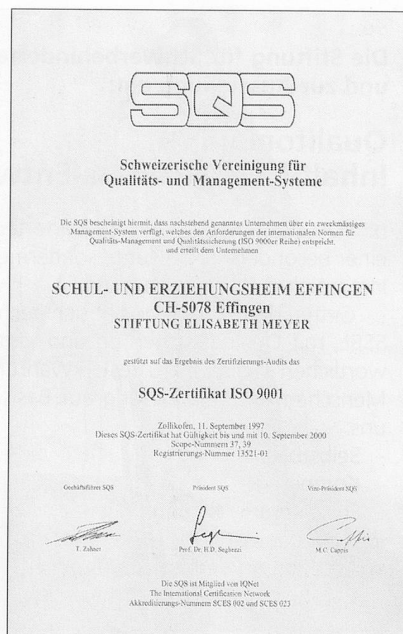 SQS
Schweizerische Vereinigung für
Qualitäts- und Management-Systeme
Die SQS bescheinigt hiermit, dass nachstehend genanntes Unternehmen über ein zweckmässiges
Management-System verfügt, welches den Anforderungen der internationalen Normen für
Qualitäts-Management und Qualitätssicherung (ISO 9000er Reihe) entspricht,
und erteilt dem Unternehmen
SCHUL- UND ERZIEHUNGSHEIM EFFINGEN
CH-5078 Effingen
STIFTUNG ELISABETH MEYER
gestützt auf das Ergebnis des Zertifizierungs-Audits das
SQS-Zertifikat ISO 9001
Zollikofen, 11. September 1997
Dieses SQS-Zertifikat hat Gültigkeit bis und mit 10. September 2000
Scope-Nummern 37, 39
Registrierungs-Nummer 13521-01
Geschäftsführer SQS Präsident SQS Vize-Präsident SQS
T. Zahner Prof. Dr. H.D. Seghezzi M.C. Cappis
Die SQS ist Mitglied von IQNet
The International Certification Network
Akkreditierungs-Nummern SCES 002 und SCES 023